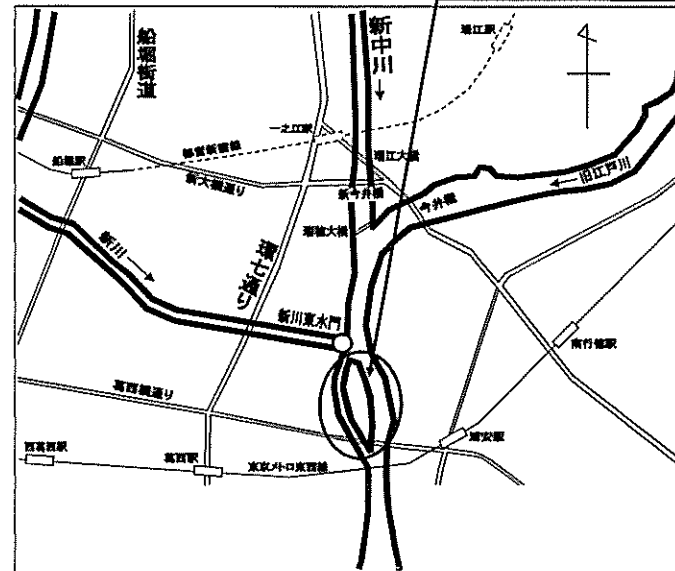 船堀街道
新中川
瑞江駅
一之江駅
都営新宿線
瑞江大橋
船堀駅
新大橋通り
新今井橋
今井橋
旧江戸川
瑞穂大橋
新川
環七通り
新川東水門
南行徳駅
葛西橋通り
浦安駅
西葛西駅
葛西駅
東京メトロ東西線